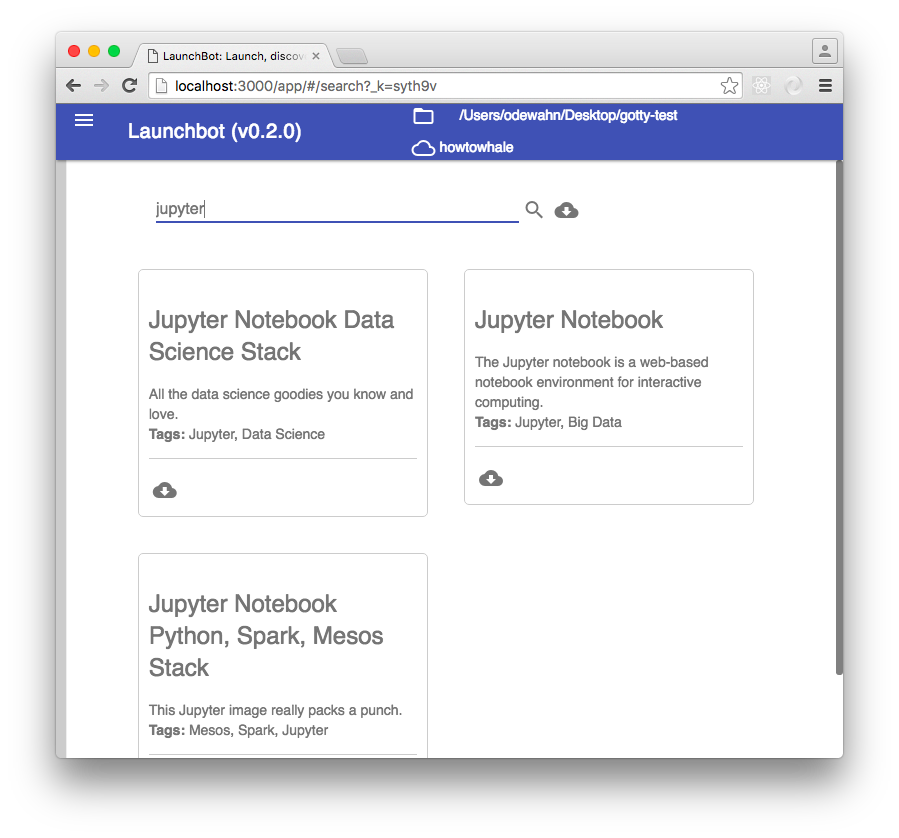 LaunchBot: Launch, discov
localhost:3000/app/#/search?_k=syth9v
Launchbot (v0.2.0)
/Users/odewahn/Desktop/gotty-test
howtowhale
jupyter
Jupyter Notebook Data
Science Stack
All the data science goodies you know and
love.
Tags: Jupyter, Data Science
Jupyter Notebook
The Jupyter notebook is a web-based
notebook environment for interactive
computing.
Tags: Jupyter, Big Data
Jupyter Notebook
Python, Spark, Mesos
Stack
This Jupyter image really packs a punch.
Tags: Mesos, Spark, Jupyter